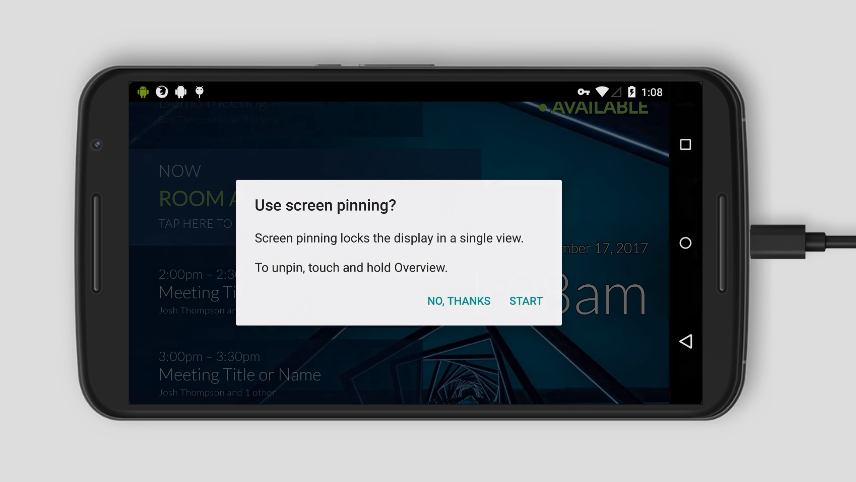 1:08
Demo Meeting
AVAILABLE
NOW
ROOM A
TAP HERE TO
Use screen pinning?
Screen pinning locks the display in a single view.
To unpin, touch and hold Overview.
NO, THANKS START
mber 17, 2017
8am
2:00pm – 2:3
Meeting Ti
Josh Thompson an
3:00pm – 3:30pm
Meeting Title or Name
Josh Thompson and 1 other